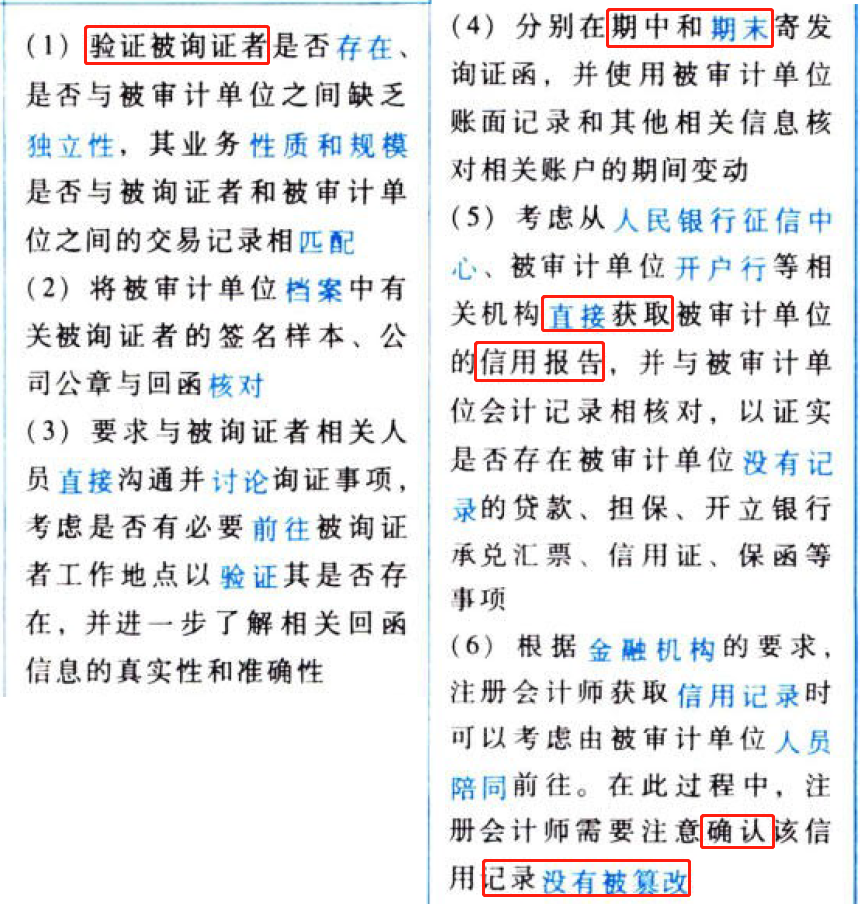 （1）验证被询证者是否存在、
是否与被审计单位之间缺乏
独立性，其业务性质和规模
是否与被询证者和被审计单
位之间的交易记录相匹配
（2）将被审计单位档案中有
关被询证者的签名样本、公
司公章与回函核对
（3）要求与被询证者相关人
员直接沟通并讨论询证事项，
考虑是否有必要前往被询证
者工作地点以验证其是否存
在，并进一步了解相关回函
信息的真实性和准确性
（4）分别在期中和期末寄发
询证函，并使用被审计单位
账面记录和其他相关信息核
对相关账户的期间变动
（5）考虑从人民银行征信中
心、被审计单位开户行等相
关机构直接获取被审计单位
的信用报告，并与被审计单
位会计记录相核对，以证实
是否存在被审计单位没有记
录的贷款、担保、开立银行
承兑汇票、信用证、保函等
事项
（6）根据金融机构的要求，
注册会计师获取信用记录时
可以考虑由被审计单位人员
陪同前往。在此过程中，注
册会计师需要注意确认该信
用记录没有被篡改